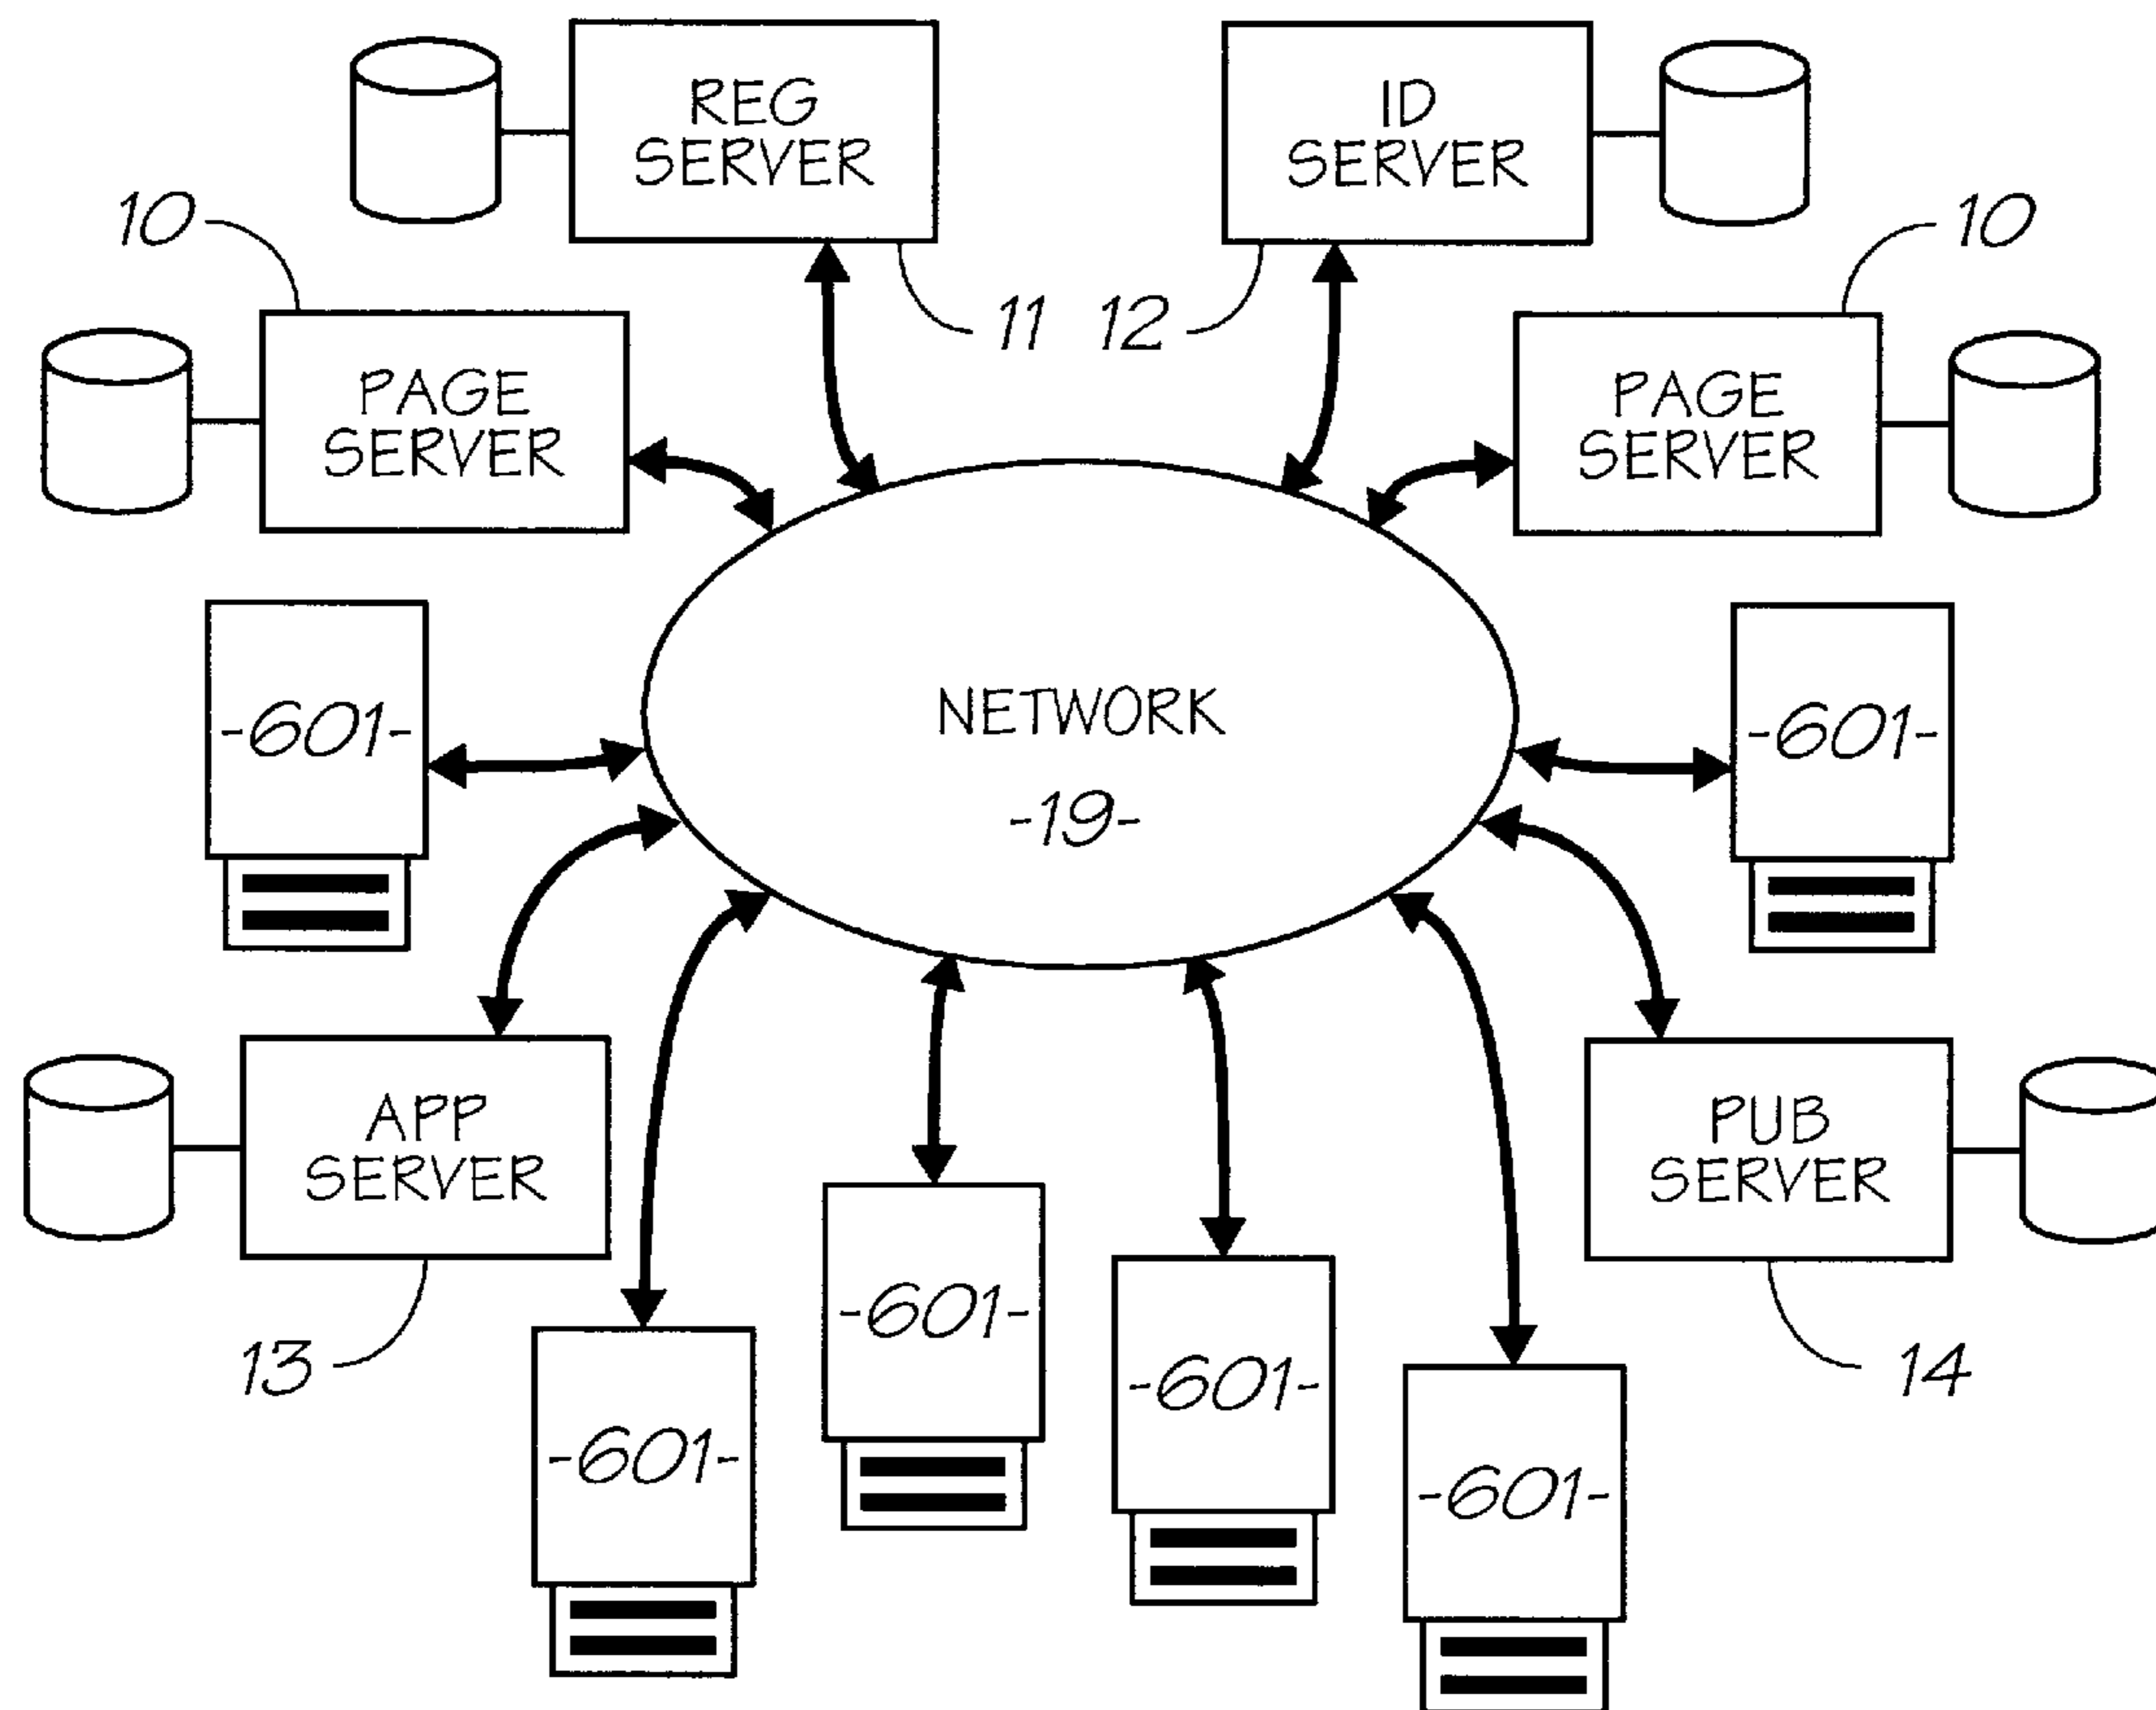 REG
SERVER
ID
SERVER
10
10
11
12
PAGE
SERVER
PAGE
SERVER
-601-
NETWORK
-19-
-601-
APP
SERVER
PUB
SERVER
13
14
-601-
-601-
-601-
-601-